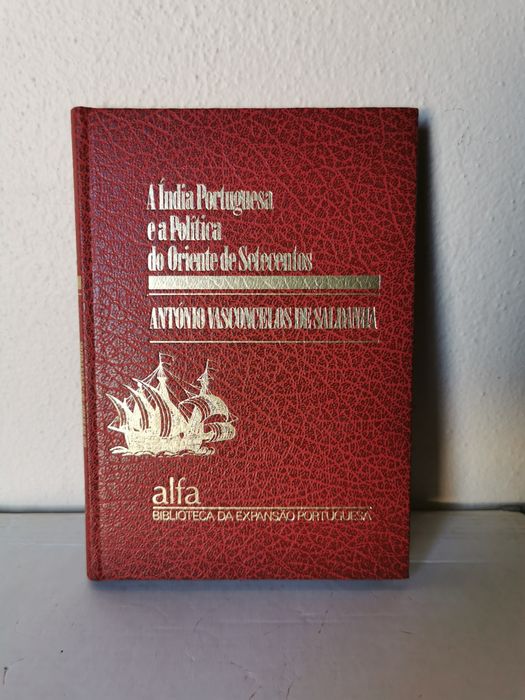 A Índia Portuguesa
e a Política
do Oriente de Setecentos
ANTÓNIO VASCONCELOS DE SALDANHA
alfa
BIBLIOTECA DA EXPANSÃO PORTUGUESA